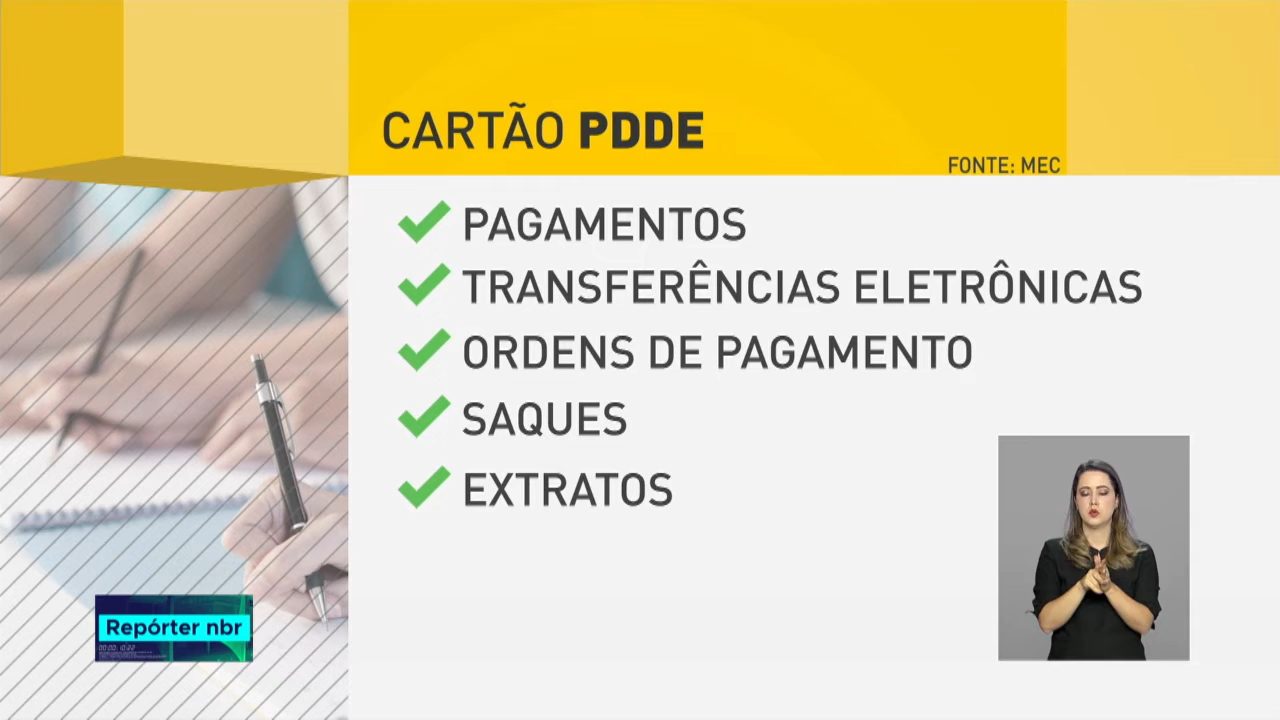 CARTÃO PDDE
FONTE: MEC
PAGAMENTOS
TRANSFERÊNCIAS ELETRÔNICAS
ORDENS DE PAGAMENTO
SAQUES
EXTRATOS
Repórter nbr